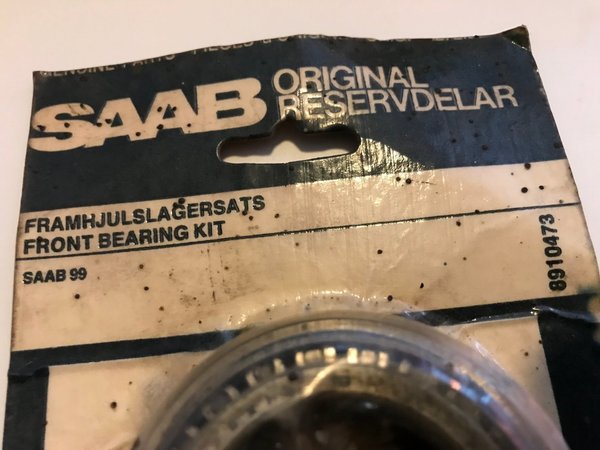 SAAB
ORIGINAL
RESERVDELAR
FRAMHJULSLAGERSATS
FRONT BEARING KIT
SAAB 99
8910473